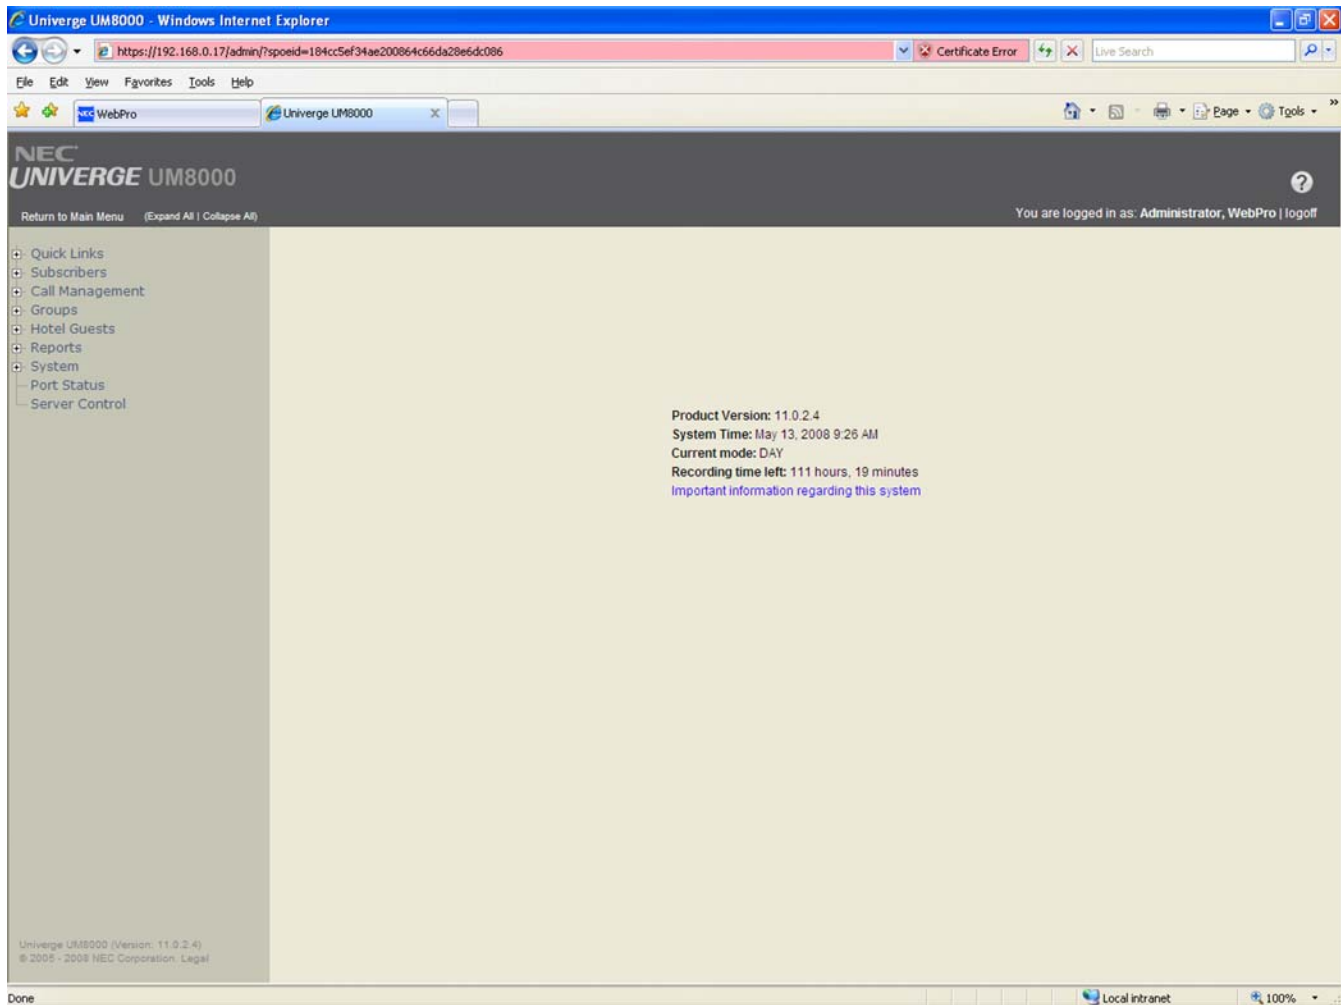 Univerge UM8000 - Windows Internet Explorer
https://192.168.0.17/admin/?spoeid=184cc5ef34ae200864c66da28e6dc086
Certificate Error
Live Search
File Edit View Favorites Tools Help
NEC WebPro
Univerge UM8000
Page
Tools
NEC
UNIVERGE UM8000
Return to Main Menu (Expand All | Collapse All)
You are logged in as: Administrator, WebPro | logoff
Quick Links
Subscribers
Call Management
Groups
Hotel Guests
Reports
System
Port Status
Server Control
Product Version: 11.0.2.4
System Time: May 13, 2008 9:26 AM
Current mode: DAY
Recording time left: 111 hours, 19 minutes
Important information regarding this system
Univerge UM8000 (Version: 11.0.2.4)
© 2005 - 2008 NEC Corporation. Legal
Done
Local intranet
100%